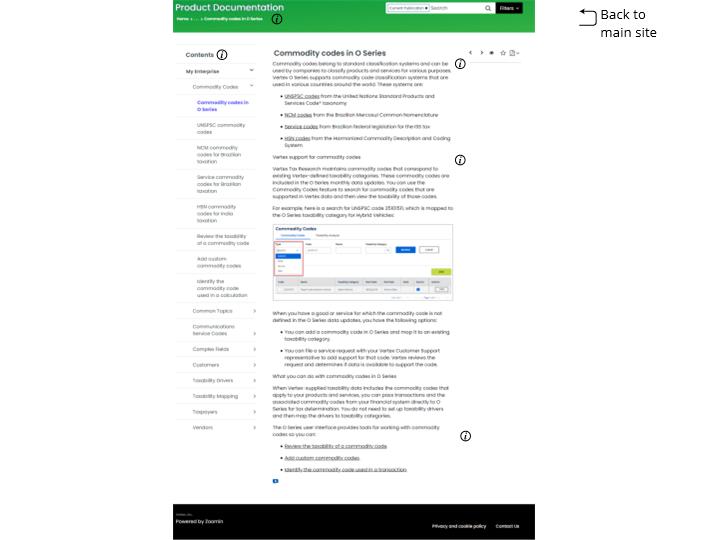 Product Documentation
Home > ... > Commodity codes in O Series
Current Publication
Search
Filters
Back to
main site
Contents
My Enterprise
Commodity Codes
Commodity codes in
O Series
UNSPSC commodity
codes
NCM commodity
codes for Brazilian
taxation
Service commodity
codes for Brazilian
taxation
HSN commodity
codes for India
taxation
Review the taxability
of a commodity code
Add custom
commodity codes
Identify the
commodity code
used in a calculation
Common Topics
Communications
Service Codes
Complex Fields
Customers
Taxability Drivers
Taxability Mapping
Taxpayers
Vendors
Commodity codes in O Series
Commodity codes belong to standard classification systems and can be
used by companies to classify products and services for various purposes.
Vertex O Series supports commodity code classification systems that are
used in various countries around the world. These systems are:
• UNSPSC codes from the United Nations Standard Products and
Services Code® taxonomy
• NCM codes from the Brazilian Mercosul Common Nomenclature
• Service codes from Brazilian Federal legislation for the ISS tax
• HSN codes from the Harmonized Commodity Description and Coding
System
Vertex support for commodity codes
Vertex Tax Research maintains commodity codes that correspond to
existing Vertex-defined taxability categories. These commodity codes are
included in the O Series monthly data updates. You can use the
Commodity Codes feature to search for commodity codes that are
supported in Vertex data and then view the taxability of those codes.
For example, here is a search for UNSPSC code 25101511, which is mapped to
the O Series taxability category for Hybrid Vehicles:
Commodity Codes
Commodity Codes Taxability Analysis
Type Code Name Taxability Category
When you have a good or service for which the commodity code is not
defined in the O Series data updates, you have the following options:
• You can add a commodity code in O Series and map it to an existing
taxability category.
• You can file a service request with your Vertex Customer Support
representative to add support for that code. Vertex reviews the
request and determines if data is available to support the code.
What you can do with commodity codes in O Series
When Vertex-supplied taxability data includes the commodity codes that
apply to your products and services, you can pass transactions and the
associated commodity codes from your financial system directly to O
Series for tax determination. You do not need to set up taxability drivers
and then map the drivers to taxability categories.
The O Series user interface provides tools for working with commodity
codes so you can:
• Review the taxability of a commodity code
• Add custom commodity codes
• Identify the commodity code used in a transaction
Powered by Zoomin
Privacy and cookie policy
Contact Us